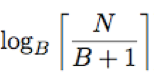 log_B ⌈ N / (B + 1) ⌉